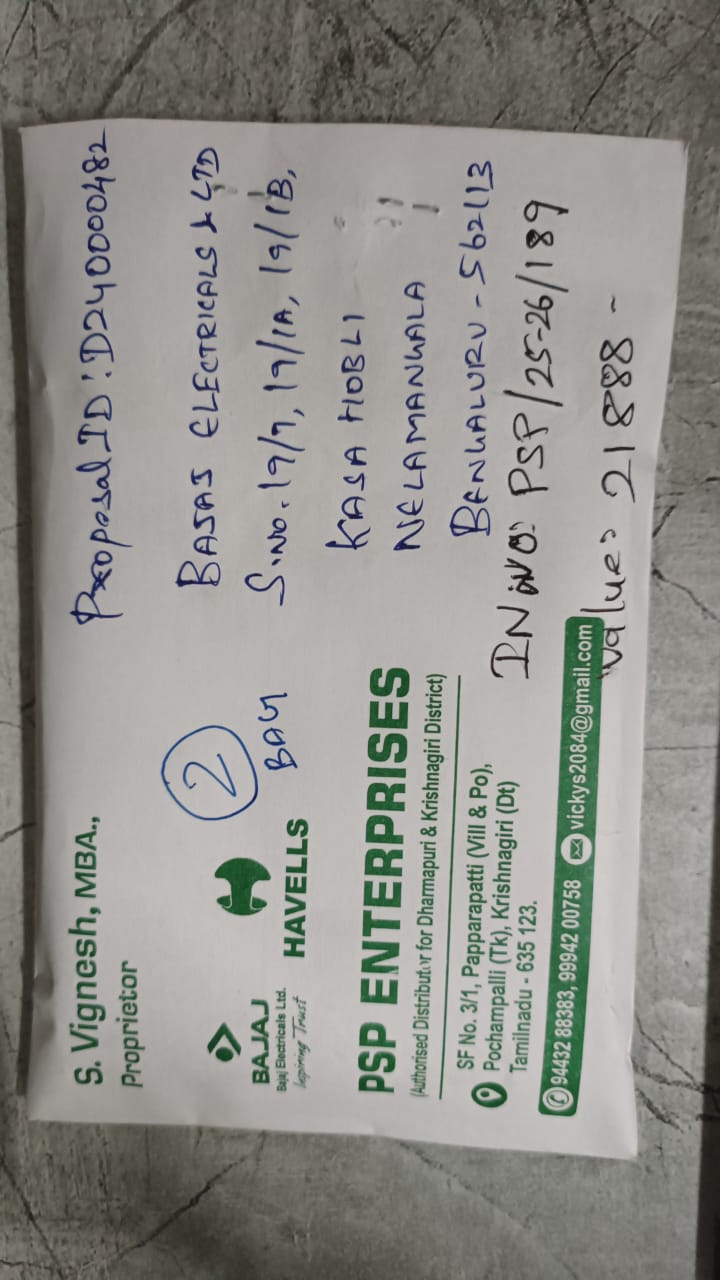 S. Vignesh, MBA.,
Proprietor
BAJAJ
Bajaj Electricals Ltd.
Inspiring Trust
HAVELLS
2
BAG
PSP ENTERPRISES
(Authorised Distributor for Dharmapuri & Krishnagiri District)
SF No. 3/1, Papparapatti (Vill & Po),
Pochampalli (Tk), Krishnagiri (Dt)
Tamilnadu - 635 123.
94432 88383, 99942 00758 vickys2084@gmail.com
Proposal ID : D2400000482
BAJAJ ELECTRICALS & LTD
S.NO. 19/7, 19/1A, 19/1B,
KASA HOBLI
NELAMANGALA
BENGALURU - 562113
IN NO: PSP/25-26/189
value: 21888 -